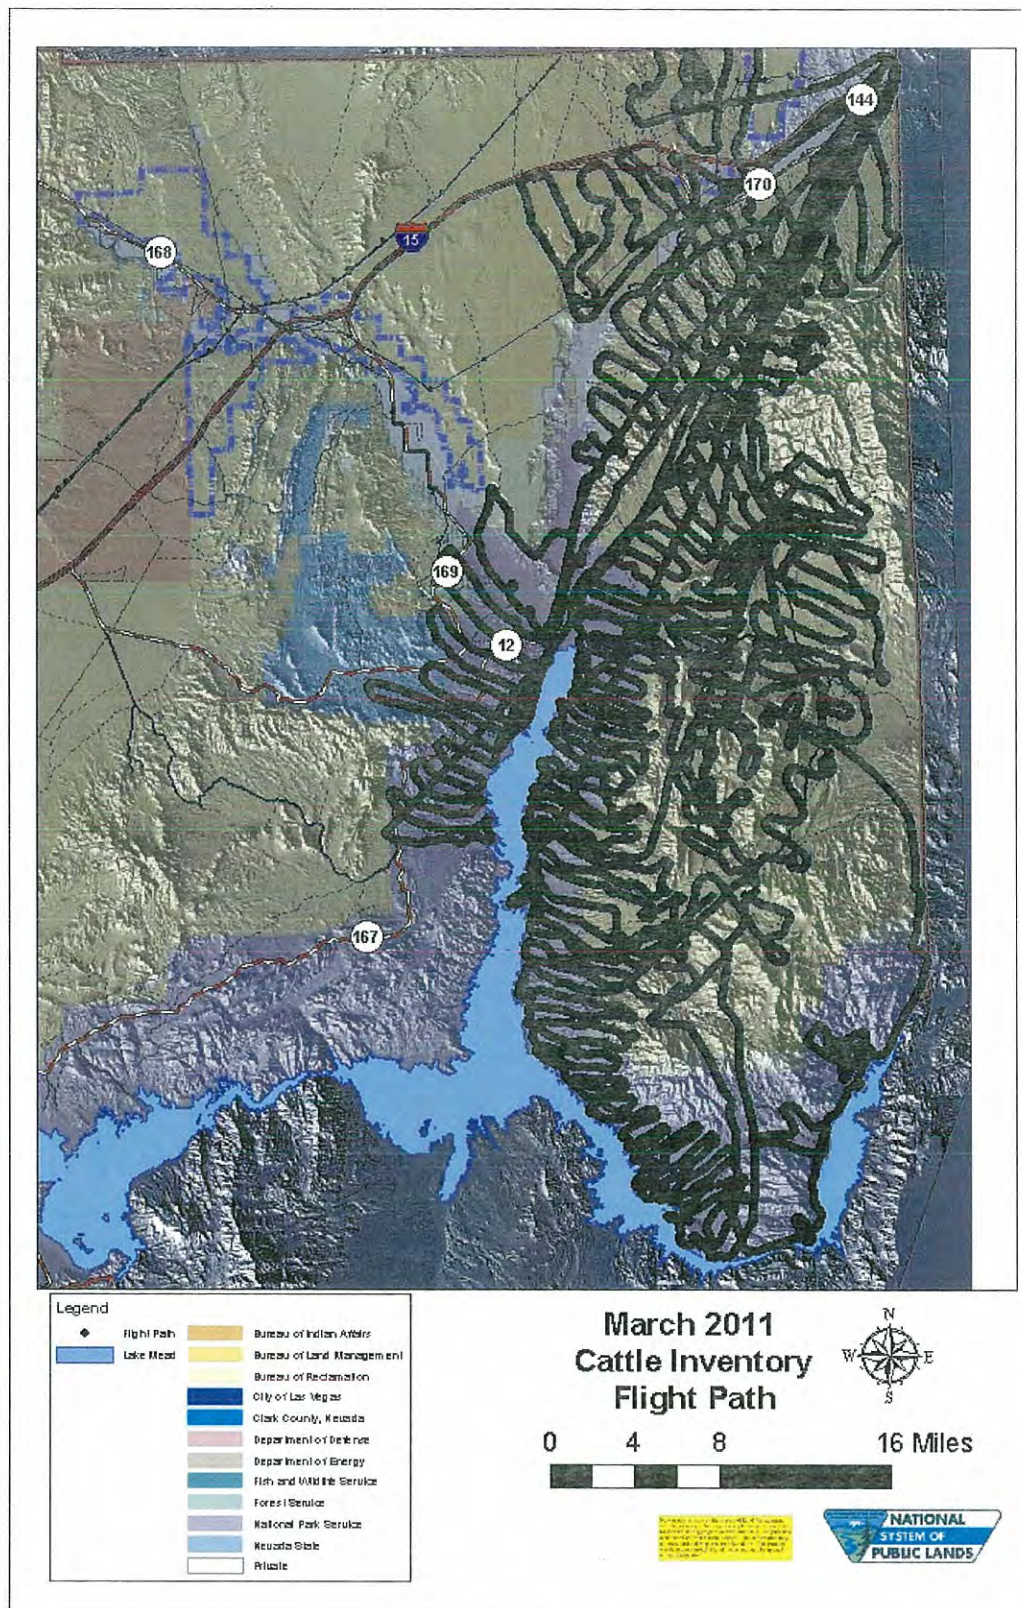 144
170
15
168
169
12
167
Legend
Flight Path
Lake Mead
Bureau of Indian Affairs
Bureau of Land Management
Bureau of Reclamation
City of Las Vegas
Clark County, Nevada
Department of Defense
Department of Energy
Fish and Wildlife Service
Forest Service
National Park Service
Nevada State
Private
March 2011
Cattle Inventory
Flight Path
N
W
E
S
0 4 8 16 Miles
NATIONAL
SYSTEM OF
PUBLIC LANDS